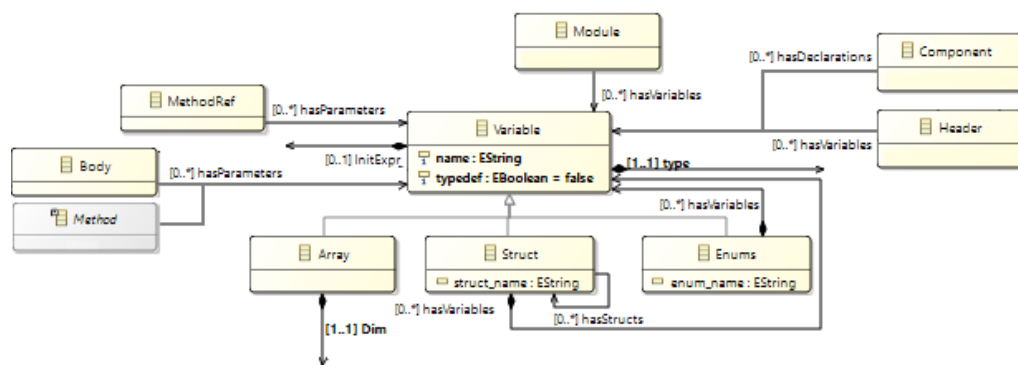 Module
[0..*] hasDeclarations
Component
[0..*] hasVariables
MethodRef
[0..*] hasParameters
Variable
Header
[0..1] InitExpr_
name : EString
[0..*] hasVariables
Body
[0..*] hasParameters
typedef : EBoolean = false
[1..1] type
Method
[0..*] hasVariables
Array
Struct
Enums
struct_name : EString
enum_name : EString
[0..*] hasVariables
[0..*] hasStructs
[1..1] Dim